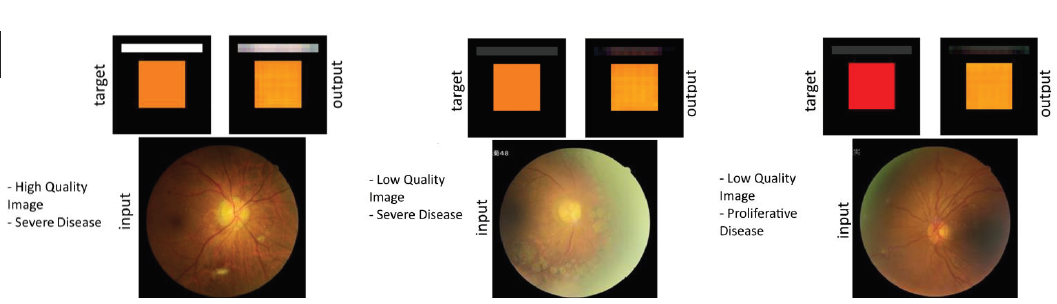 target
output
- High Quality
Image
- Severe Disease
input
target
output
- Low Quality
Image
- Severe Disease
input
48
target
output
- Low Quality
Image
- Proliferative
Disease
input